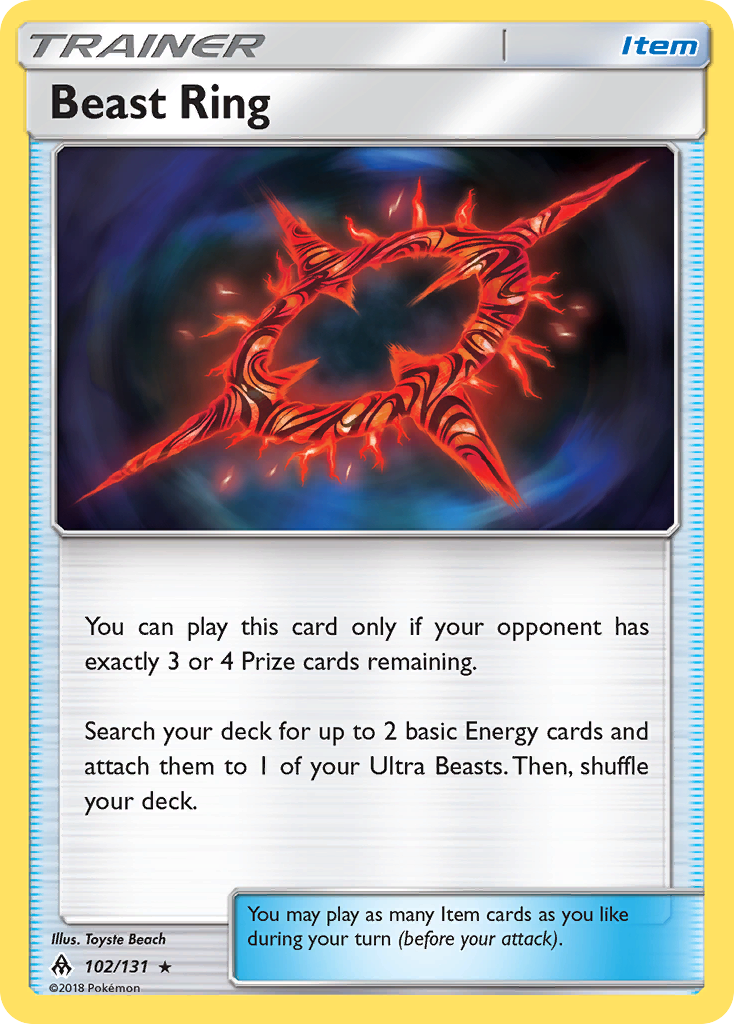 TRAINER
Item
Beast Ring
You can play this card only if your opponent has
exactly 3 or 4 Prize cards remaining.
Search your deck for up to 2 basic Energy cards and
attach them to 1 of your Ultra Beasts. Then, shuffle
your deck.
You may play as many Item cards as you like
during your turn (before your attack).
Illus. Toyste Beach
102/131 ★
©2018 Pokémon